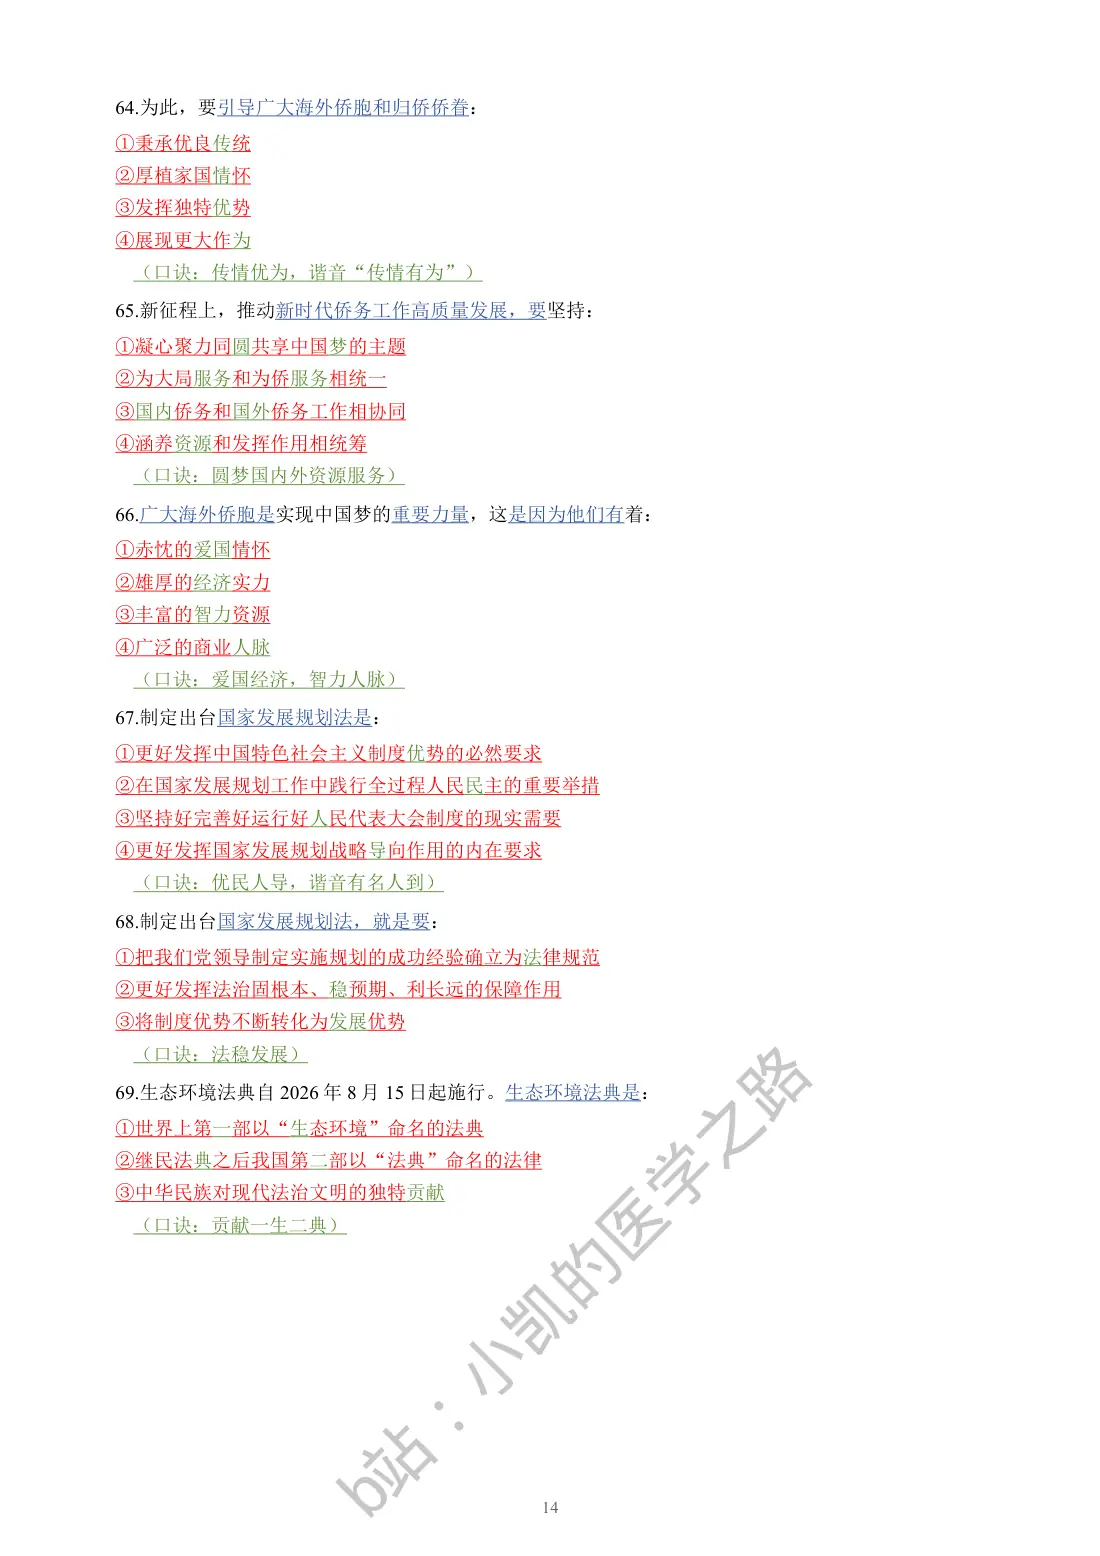 64.为此，要引导广大海外侨胞和归侨侨眷：
①秉承优良传统
②厚植家国情怀
③发挥独特优势
④展现更大作为
（口诀：传情优为，谐音“传情有为”）
65.新征程上，推动新时代侨务工作高质量发展，要坚持：
①凝心聚力同圆共享中国梦的主题
②为大局服务和为侨服务相统一
③国内侨务和国外侨务工作相协同
④涵养资源和发挥作用相统筹
（口诀：圆梦国内外资源服务）
66.广大海外侨胞是实现中国梦的重要力量，这是因为他们有着：
①赤忱的爱国情怀
②雄厚的经济实力
③丰富的智力资源
④广泛的商业人脉
（口诀：爱国经济，智力人脉）
67.制定出台国家发展规划法是：
①更好发挥中国特色社会主义制度优势的必然要求
②在国家发展规划工作中践行全过程人民民主的重要举措
③坚持好完善好运行好人民代表大会制度的现实需要
④更好发挥国家发展规划战略导向作用的内在要求
（口诀：优民人导，谐音有名人到）
68.制定出台国家发展规划法，就是要：
①把我们党领导制定实施规划的成功经验确立为法律规范
②更好发挥法治固根本、稳预期、利长远的保障作用
③将制度优势不断转化为发展优势
（口诀：法稳发展）
69.生态环境法典自 2026 年 8 月 15 日起施行。生态环境法典是：
①世界上第一部以“生态环境”命名的法典
②继民法典之后我国第二部以“法典”命名的法律
③中华民族对现代法治文明的独特贡献
（口诀：贡献一生二典）
b站：小凯的医学之路
14